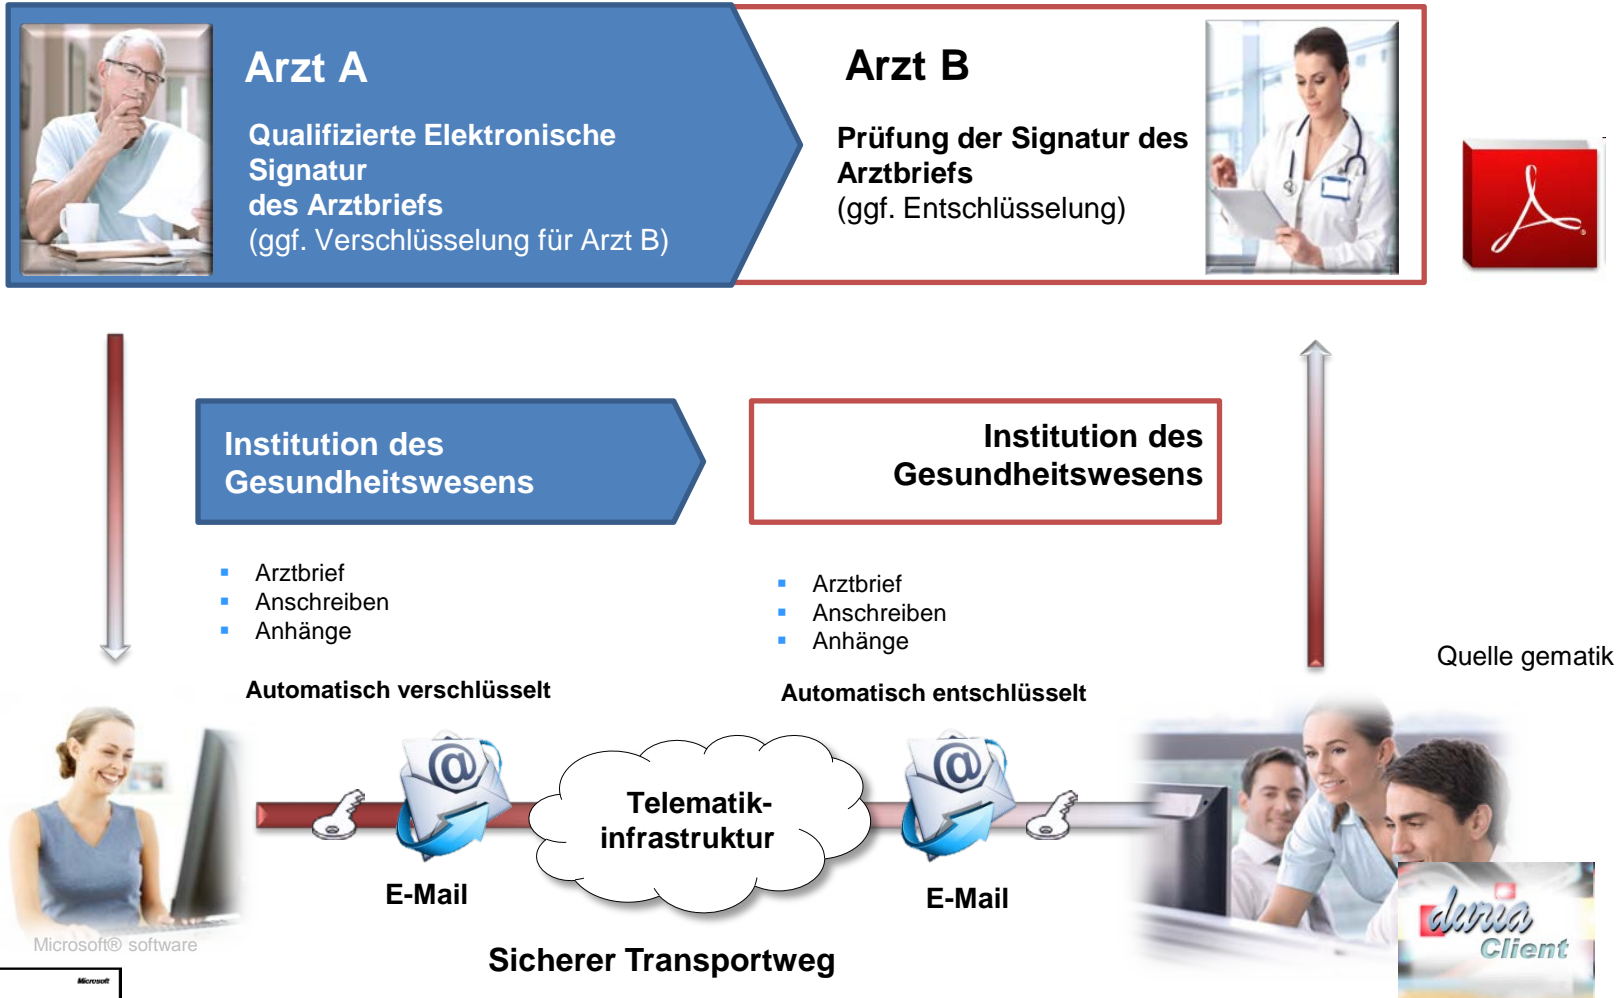 Arzt A
Qualifizierte Elektronische
Signatur
des Arztbriefs
(ggf. Verschlüsselung für Arzt B)
Arzt B
Prüfung der Signatur des
Arztbriefs
(ggf. Entschlüsselung)
Institution des
Gesundheitswesens
Institution des
Gesundheitswesens
Arztbrief
Anschreiben
Anhänge
Automatisch verschlüsselt
Arztbrief
Anschreiben
Anhänge
Automatisch entschlüsselt
Quelle gematik
@
Telematik-
infrastruktur
@
E-Mail
E-Mail
Sicherer Transportweg
Microsoft® software
Microsoft
duria
Client